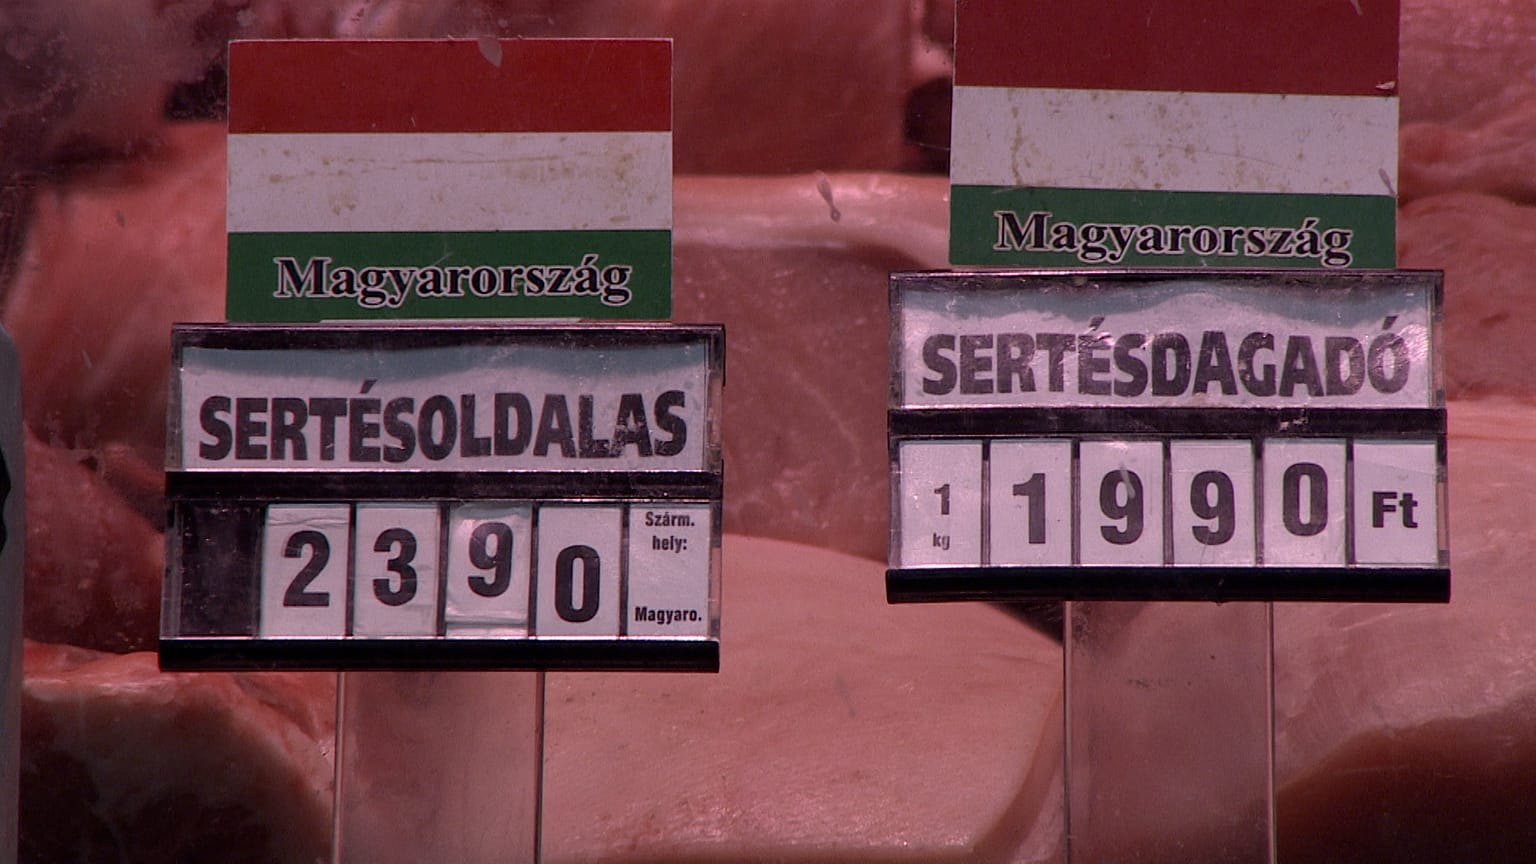 Magyarország
SERTÉSOLDALAS
2390
Szárm.
hely:
Magyaro.
Magyarország
SERTÉSDAGADÓ
1
kg
1990 Ft